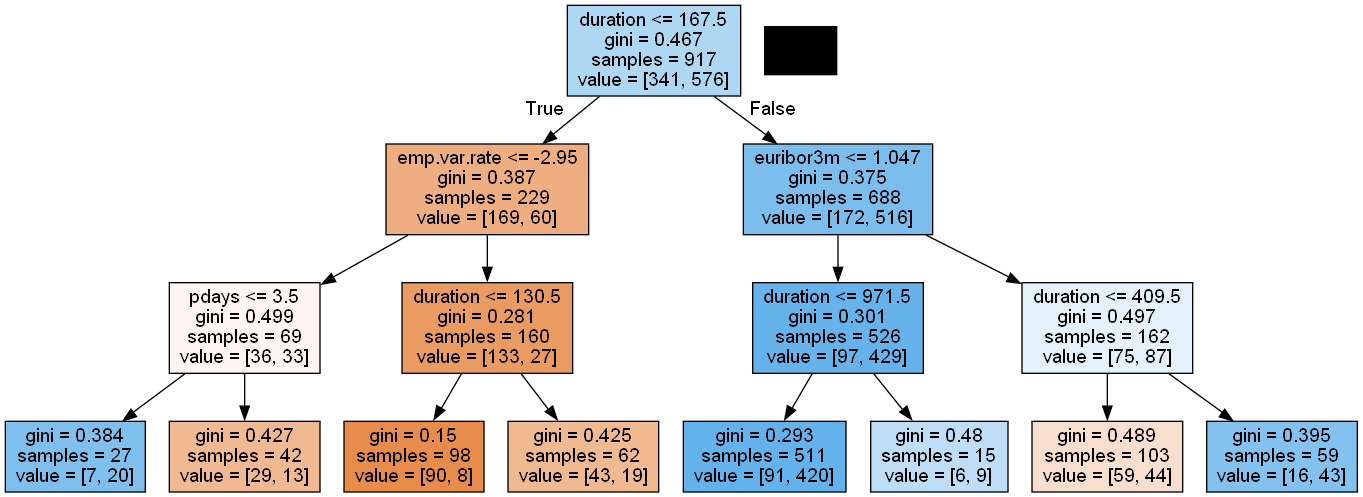 duration <= 167.5
gini = 0.467
samples = 917
value = [341, 576]
True
False
emp.var.rate <= -2.95
gini = 0.387
samples = 229
value = [169, 60]
euribor3m <= 1.047
gini = 0.375
samples = 688
value = [172, 516]
pdays <= 3.5
gini = 0.499
samples = 69
value = [36, 33]
duration <= 130.5
gini = 0.281
samples = 160
value = [133, 27]
duration <= 971.5
gini = 0.301
samples = 526
value = [97, 429]
duration <= 409.5
gini = 0.497
samples = 162
value = [75, 87]
gini = 0.384
samples = 27
value = [7, 20]
gini = 0.427
samples = 42
value = [29, 13]
gini = 0.15
samples = 98
value = [90, 8]
gini = 0.425
samples = 62
value = [43, 19]
gini = 0.293
samples = 511
value = [91, 420]
gini = 0.48
samples = 15
value = [6, 9]
gini = 0.489
samples = 103
value = [59, 44]
gini = 0.395
samples = 59
value = [16, 43]